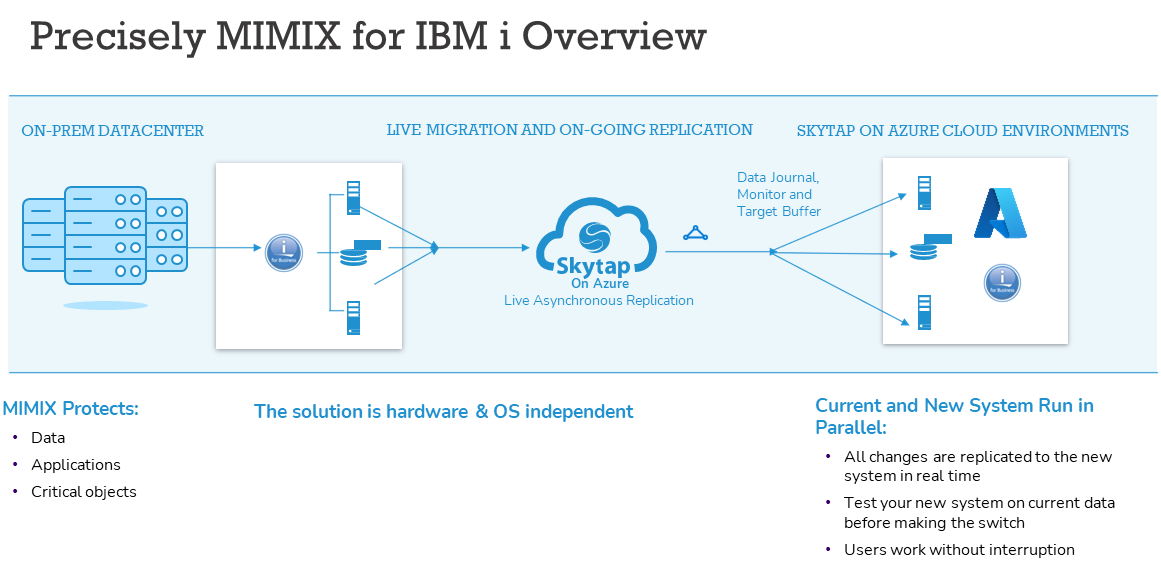 Precisely MIMIX for IBM i Overview
ON-PREM DATACENTER
LIVE MIGRATION AND ON-GOING REPLICATION
SKYTAP ON AZURE CLOUD ENVIRONMENTS
Data Journal,
Monitor and
Target Buffer
i
for Business
Skytap
On Azure
Live Asynchronous Replication
i
for Business
MIMIX Protects:
• Data
• Applications
• Critical objects
The solution is hardware & OS independent
Current and New System Run in
Parallel:
• All changes are replicated to the new
system in real time
• Test your new system on current data
before making the switch
• Users work without interruption